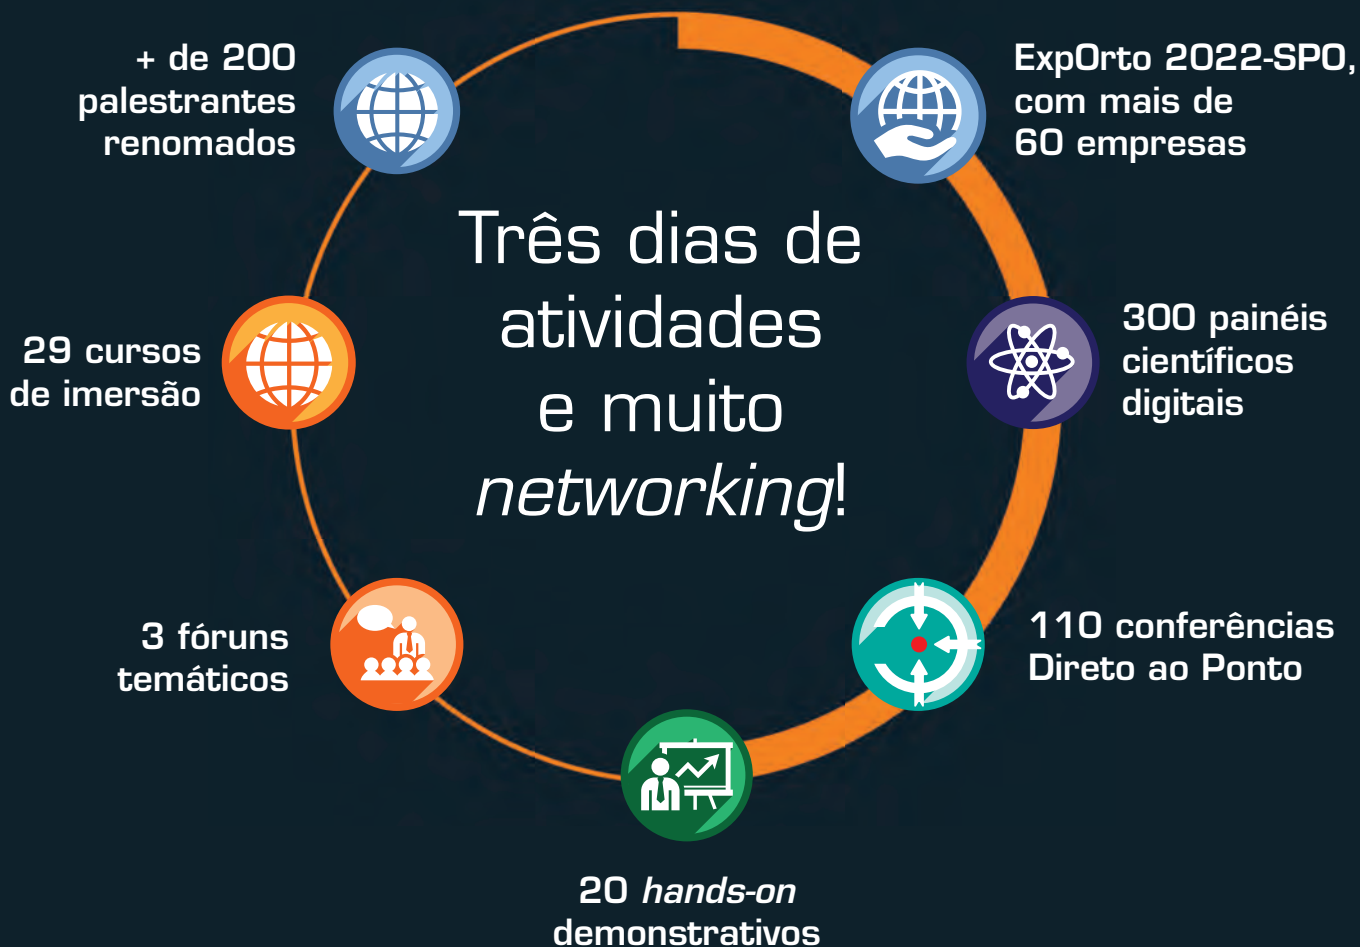 + de 200
palestrantes
renomados
ExpOrto 2022-SPO,
com mais de
60 empresas
Três dias de
atividades
e muito
networking!
29 cursos
de imersão
300 painéis
científicos
digitais
3 fóruns
temáticos
110 conferências
Direto ao Ponto
20 hands-on
demonstrativos